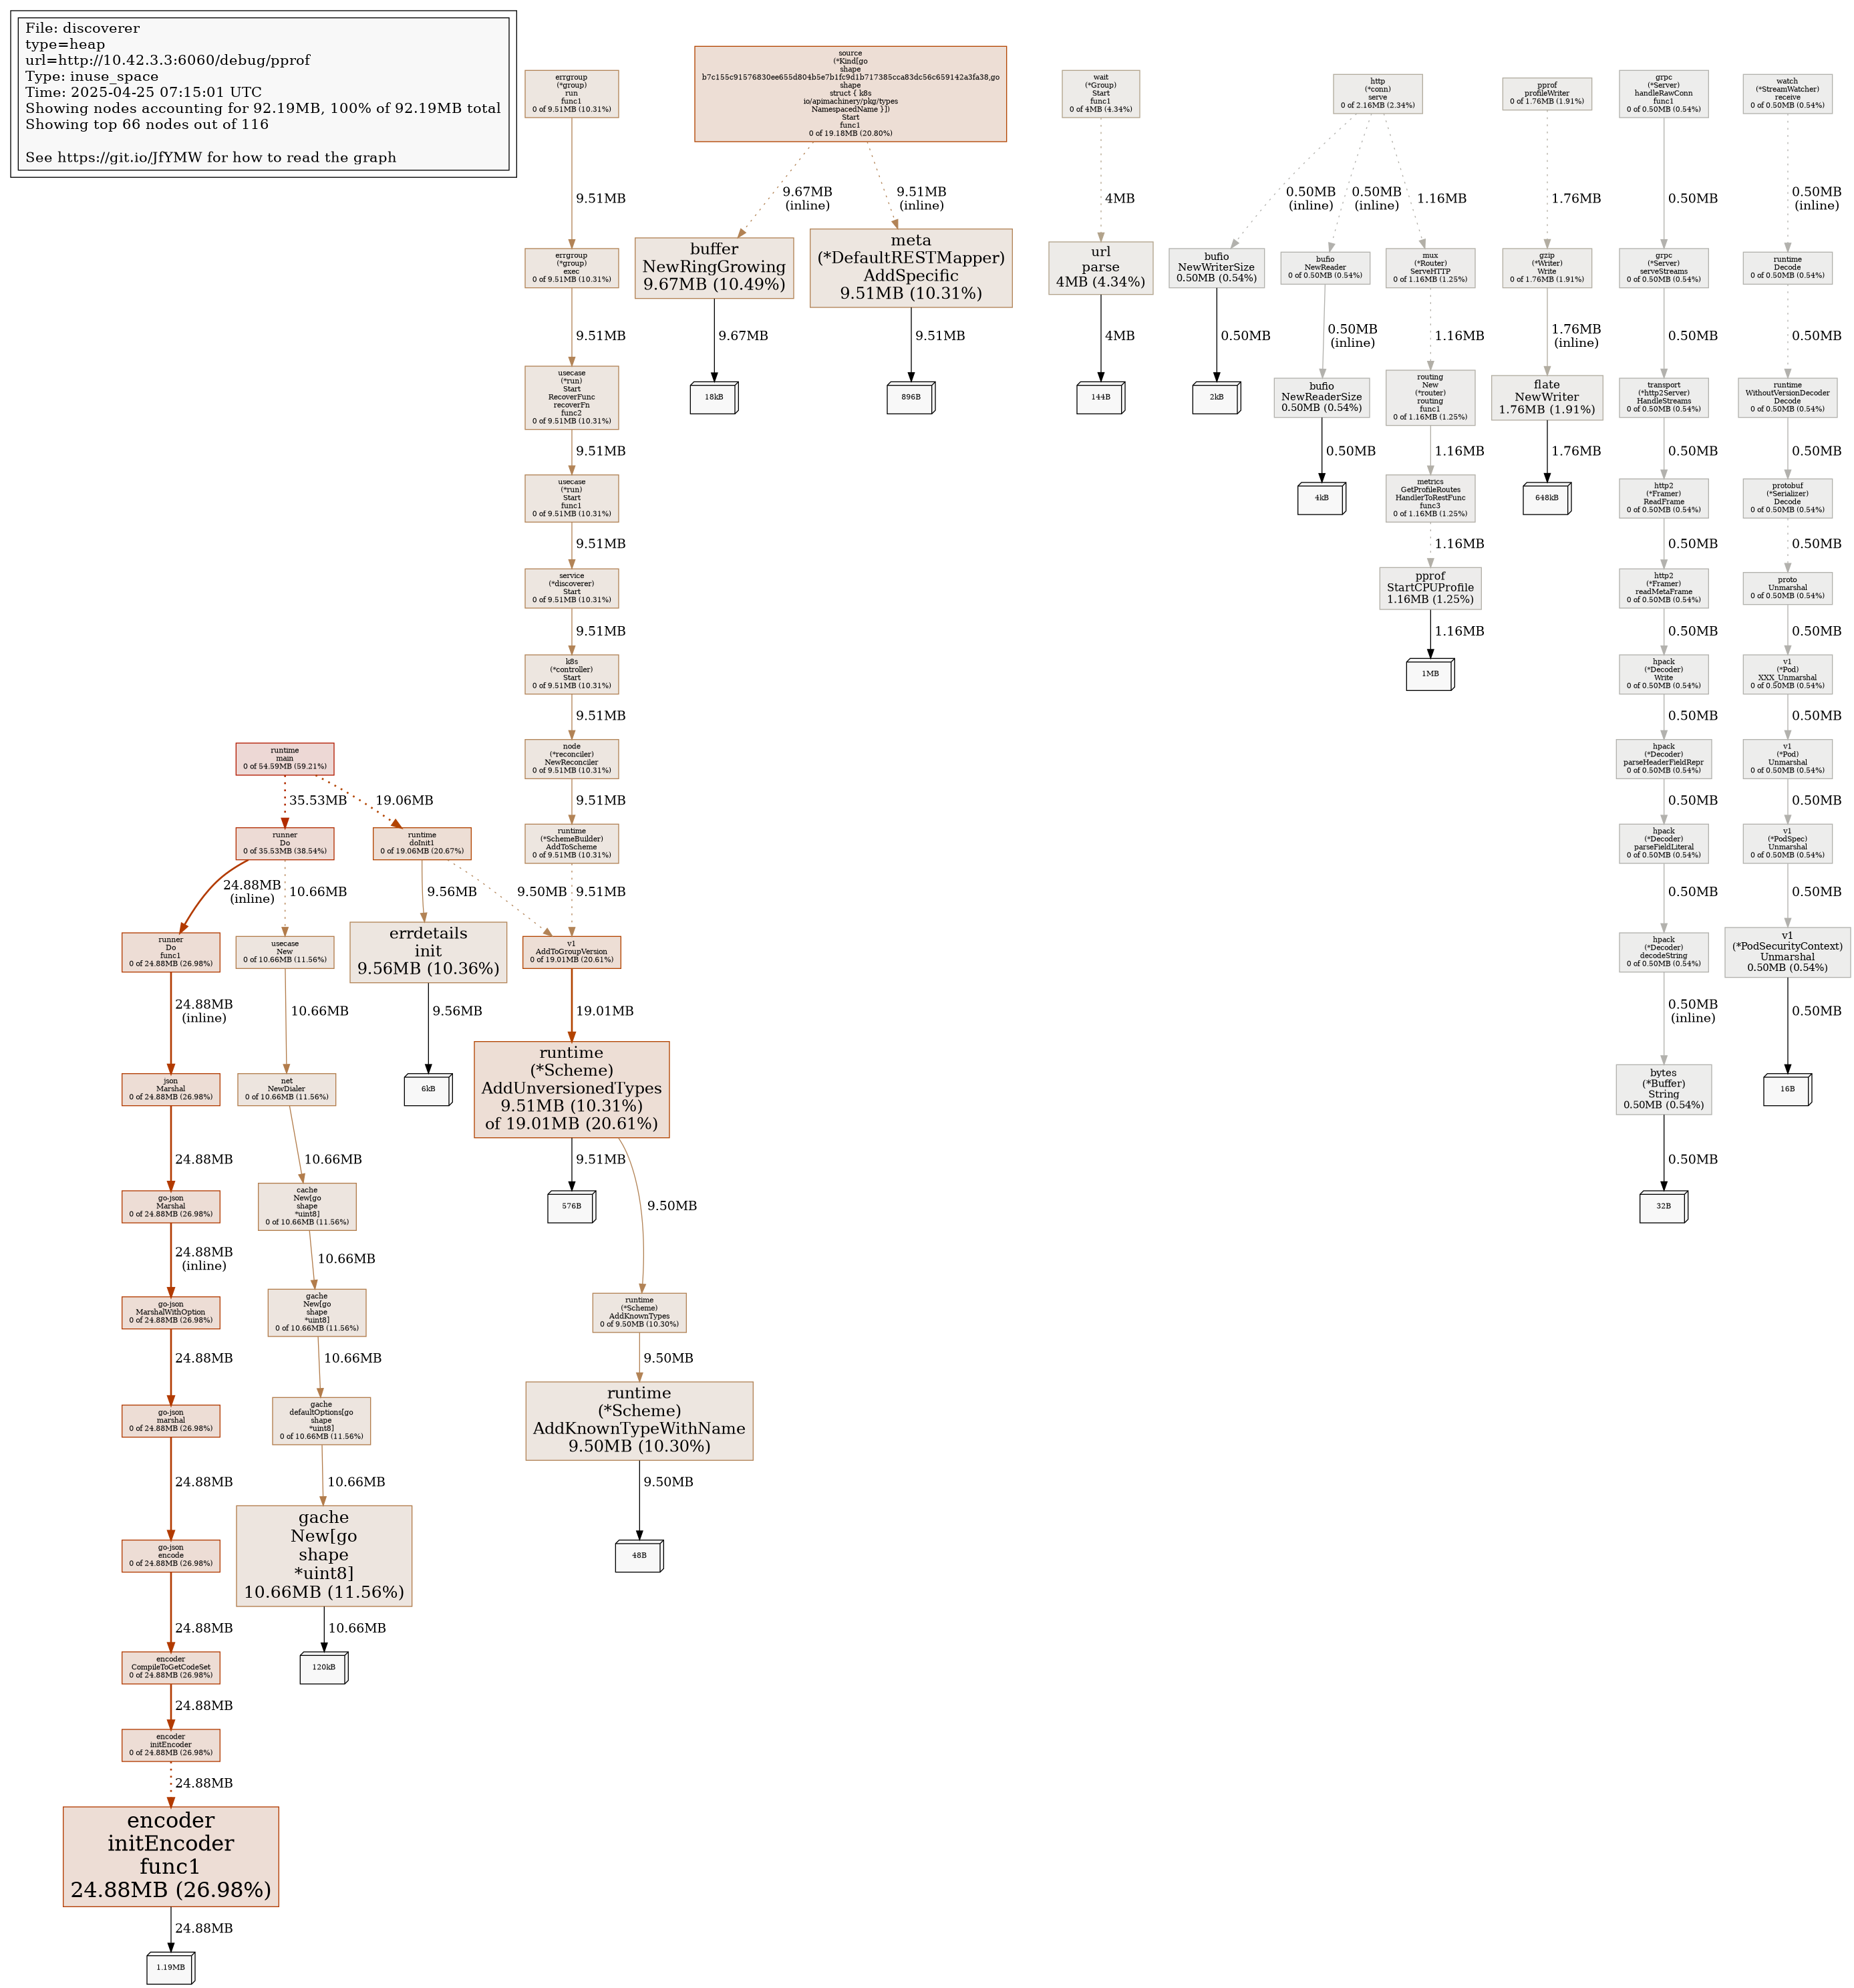 File: discoverer
type=heap
url=http://10.42.3.3:6060/debug/pprof
Type: inuse_space
Time: 2025-04-25 07:15:01 UTC
Showing nodes accounting for 92.19MB, 100% of 92.19MB total
Showing top 66 nodes out of 116
See https://git.io/JfYMW for how to read the graph
errgroup
(*group)
run
func1
0 of 9.51MB (10.31%)
9.51MB
errgroup
(*group)
exec
0 of 9.51MB (10.31%)
9.51MB
usecase
(*run)
Start
RecoverFunc
recoverFn
func2
0 of 9.51MB (10.31%)
9.51MB
usecase
(*run)
Start
func1
0 of 9.51MB (10.31%)
9.51MB
service
(*discoverer)
Start
0 of 9.51MB (10.31%)
9.51MB
k8s
(*controller)
Start
0 of 9.51MB (10.31%)
9.51MB
node
(*reconciler)
NewReconciler
0 of 9.51MB (10.31%)
9.51MB
runtime
(*SchemeBuilder)
AddToScheme
0 of 9.51MB (10.31%)
9.51MB
source
(*Kind[go
shape
b7c155c91576830ee655d804b5e7b1fc9d1b717385cca83dc56c659142a3fa38,go
shape
struct { k8s
io/apimachinery/pkg/types
NamespacedName }])
Start
func1
0 of 19.18MB (20.80%)
9.67MB
(inline)
9.51MB
(inline)
buffer
NewRingGrowing
9.67MB (10.49%)
9.67MB
18kB
meta
(*DefaultRESTMapper)
AddSpecific
9.51MB (10.31%)
9.51MB
896B
wait
(*Group)
Start
func1
0 of 4MB (4.34%)
4MB
url
parse
4MB (4.34%)
4MB
144B
http
(*conn)
serve
0 of 2.16MB (2.34%)
0.50MB
(inline)
0.50MB
(inline)
1.16MB
bufio
NewWriterSize
0.50MB (0.54%)
0.50MB
2kB
bufio
NewReader
0 of 0.50MB (0.54%)
0.50MB
(inline)
bufio
NewReaderSize
0.50MB (0.54%)
0.50MB
4kB
mux
(*Router)
ServeHTTP
0 of 1.16MB (1.25%)
1.16MB
routing
New
(*router)
routing
func1
0 of 1.16MB (1.25%)
1.16MB
metrics
GetProfileRoutes
HandlerToRestFunc
func3
0 of 1.16MB (1.25%)
1.16MB
pprof
StartCPUProfile
1.16MB (1.25%)
1.16MB
1MB
pprof
profileWriter
0 of 1.76MB (1.91%)
1.76MB
gzip
(*Writer)
Write
0 of 1.76MB (1.91%)
1.76MB
(inline)
flate
NewWriter
1.76MB (1.91%)
1.76MB
648kB
grpc
(*Server)
handleRawConn
func1
0 of 0.50MB (0.54%)
0.50MB
grpc
(*Server)
serveStreams
0 of 0.50MB (0.54%)
0.50MB
transport
(*http2Server)
HandleStreams
0 of 0.50MB (0.54%)
0.50MB
http2
(*Framer)
ReadFrame
0 of 0.50MB (0.54%)
0.50MB
http2
(*Framer)
readMetaFrame
0 of 0.50MB (0.54%)
0.50MB
hpack
(*Decoder)
Write
0 of 0.50MB (0.54%)
0.50MB
hpack
(*Decoder)
parseHeaderFieldRepr
0 of 0.50MB (0.54%)
0.50MB
hpack
(*Decoder)
parseFieldLiteral
0 of 0.50MB (0.54%)
0.50MB
hpack
(*Decoder)
decodeString
0 of 0.50MB (0.54%)
0.50MB
(inline)
bytes
(*Buffer)
String
0.50MB (0.54%)
0.50MB
32B
watch
(*StreamWatcher)
receive
0 of 0.50MB (0.54%)
0.50MB
(inline)
runtime
Decode
0 of 0.50MB (0.54%)
0.50MB
runtime
WithoutVersionDecoder
Decode
0 of 0.50MB (0.54%)
0.50MB
protobuf
(*Serializer)
Decode
0 of 0.50MB (0.54%)
0.50MB
proto
Unmarshal
0 of 0.50MB (0.54%)
0.50MB
v1
(*Pod)
XXX_Unmarshal
0 of 0.50MB (0.54%)
0.50MB
v1
(*Pod)
Unmarshal
0 of 0.50MB (0.54%)
0.50MB
v1
(*PodSpec)
Unmarshal
0 of 0.50MB (0.54%)
0.50MB
v1
(*PodSecurityContext)
Unmarshal
0.50MB (0.54%)
0.50MB
16B
runtime
main
0 of 54.59MB (59.21%)
35.53MB
19.06MB
runner
Do
0 of 35.53MB (38.54%)
24.88MB
(inline)
10.66MB
runtime
doInit1
0 of 19.06MB (20.67%)
9.56MB
9.50MB
runner
Do
func1
0 of 24.88MB (26.98%)
24.88MB
(inline)
json
Marshal
0 of 24.88MB (26.98%)
24.88MB
go-json
Marshal
0 of 24.88MB (26.98%)
24.88MB
(inline)
go-json
MarshalWithOption
0 of 24.88MB (26.98%)
24.88MB
go-json
marshal
0 of 24.88MB (26.98%)
24.88MB
go-json
encode
0 of 24.88MB (26.98%)
24.88MB
encoder
CompileToGetCodeSet
0 of 24.88MB (26.98%)
24.88MB
encoder
initEncoder
0 of 24.88MB (26.98%)
24.88MB
encoder
initEncoder
func1
24.88MB (26.98%)
24.88MB
1.19MB
usecase
New
0 of 10.66MB (11.56%)
10.66MB
net
NewDialer
0 of 10.66MB (11.56%)
10.66MB
cache
New[go
shape
*uint8]
0 of 10.66MB (11.56%)
10.66MB
gache
New[go
shape
*uint8]
0 of 10.66MB (11.56%)
10.66MB
gache
defaultOptions[go
shape
*uint8]
0 of 10.66MB (11.56%)
10.66MB
gache
New[go
shape
*uint8]
10.66MB (11.56%)
10.66MB
120kB
errdetails
init
9.56MB (10.36%)
9.56MB
6kB
v1
AddToGroupVersion
0 of 19.01MB (20.61%)
19.01MB
runtime
(*Scheme)
AddUnversionedTypes
9.51MB (10.31%)
of 19.01MB (20.61%)
9.51MB
576B
9.50MB
runtime
(*Scheme)
AddKnownTypes
0 of 9.50MB (10.30%)
9.50MB
runtime
(*Scheme)
AddKnownTypeWithName
9.50MB (10.30%)
9.50MB
48B